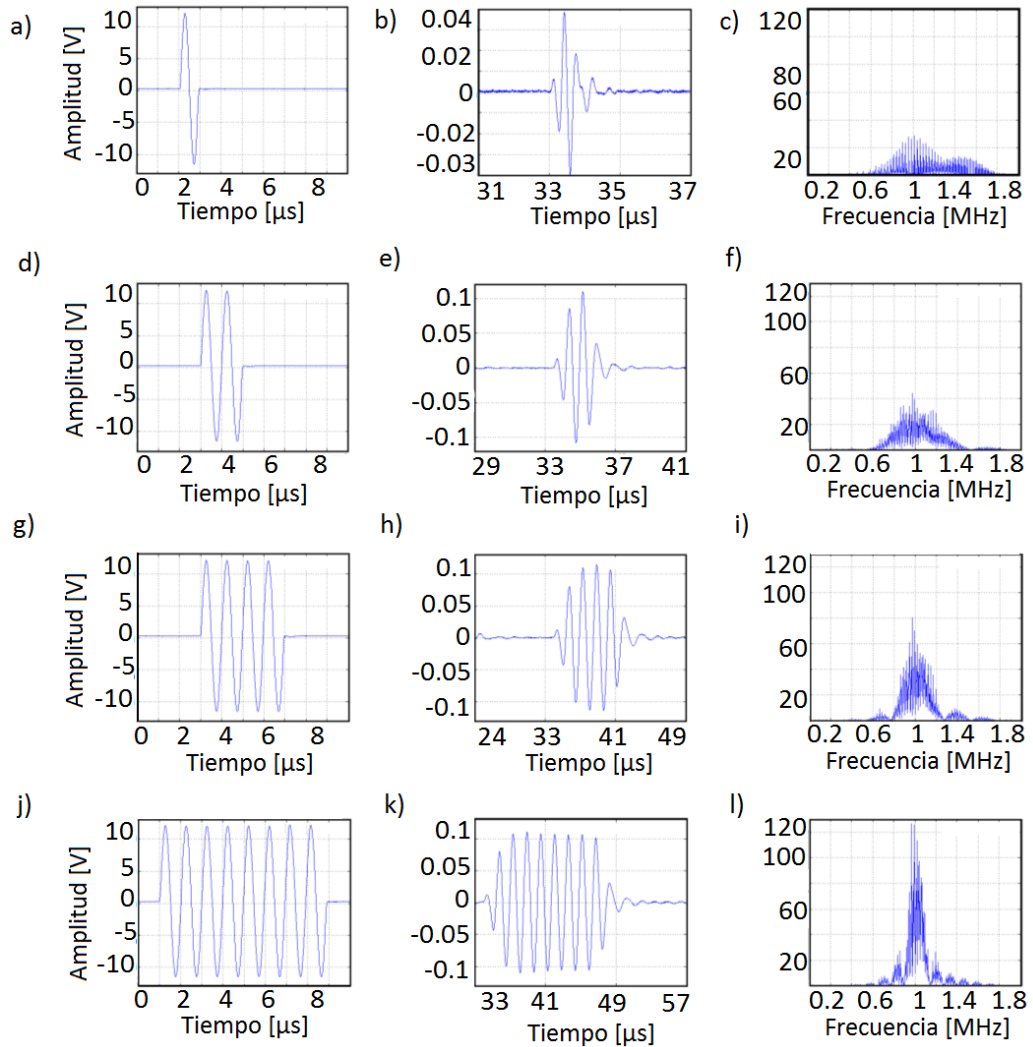 a)
Amplitud [V]
10
5
0
-5
-10
0 2 4 6 8
Tiempo [µs]
b)
0.04
0.02
0
-0.02
-0.03
31 33 35 37
Tiempo [µs]
c)
120
80
60
20
0.2 0.6 1 1.4 1.8
Frecuencia [MHz]
d)
Amplitud [V]
10
5
0
-5
-10
0 2 4 6 8
Tiempo [µs]
e)
0.1
0.05
0
-0.05
-0.1
29 33 37 41
Tiempo [µs]
f)
120
100
60
20
0.2 0.6 1 1.4 1.8
Frecuencia [MHz]
g)
Amplitud [V]
10
5
0
-5
-10
0 2 4 6 8
Tiempo [µs]
h)
0.1
0.05
0
-0.05
-0.1
24 33 41 49
Tiempo [µs]
i)
120
100
60
20
0.2 0.6 1 1.4 1.8
Frecuencia [MHz]
j)
Amplitud [V]
10
5
0
-5
-10
0 2 4 6 8
Tiempo [µs]
k)
0.1
0.05
0
-0.05
-0.1
33 41 49 57
Tiempo [µs]
l)
120
100
60
20
0.2 0.6 1 1.4 1.8
Frecuencia [MHz]